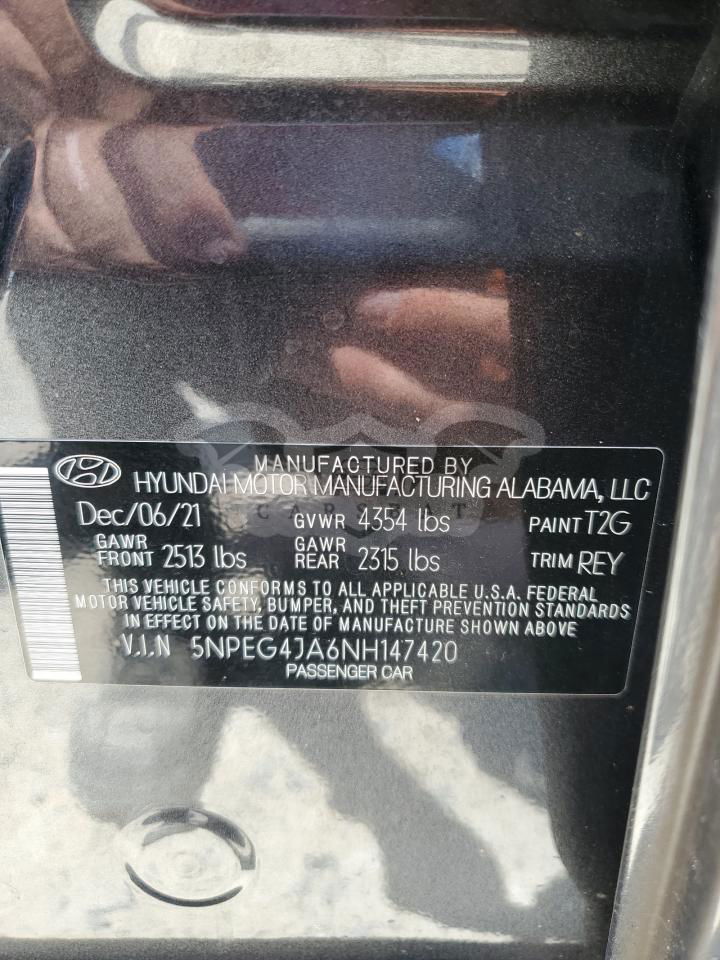 MANUFACTURED BY
HYUNDAI MOTOR MANUFACTURING ALABAMA, LLC
Dec/06/21 GVWR 4354 lbs PAINT T2G
GAWR FRONT 2513 lbs GAWR REAR 2315 lbs TRIM REY
THIS VEHICLE CONFORMS TO ALL APPLICABLE U.S.A. FEDERAL
MOTOR VEHICLE SAFETY, BUMPER, AND THEFT PREVENTION STANDARDS
IN EFFECT ON THE DATE OF MANUFACTURE SHOWN ABOVE
V.I.N 5NPEG4JA6NH147420
PASSENGER CAR